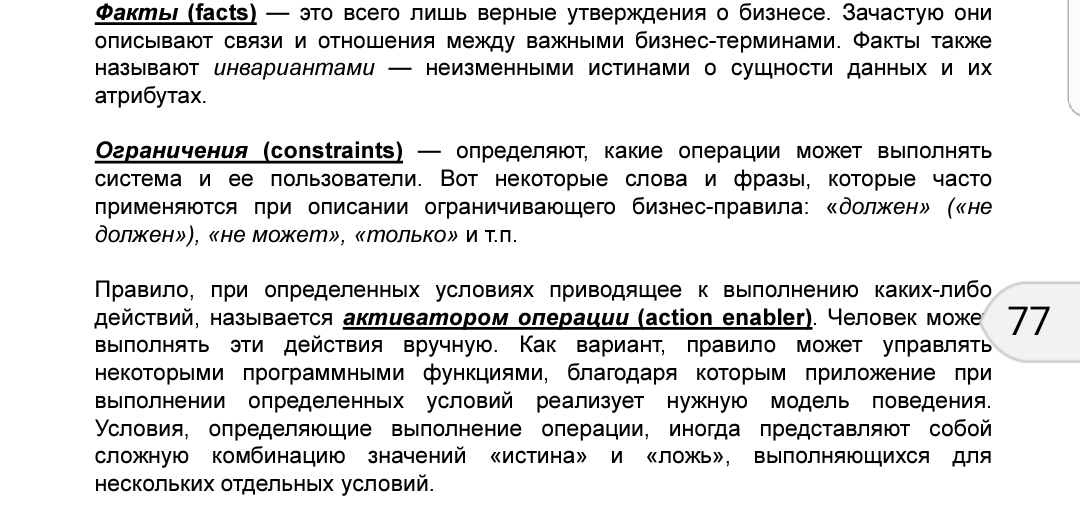 Факты (facts) — это всего лишь верные утверждения о бизнесе. Зачастую они
описывают связи и отношения между важными бизнес-терминами. Факты также
называют инвариантами — неизменными истинами о сущности данных и их
атрибутах.
Ограничения (constraints) — определяют, какие операции может выполнять
система и ее пользователи. Вот некоторые слова и фразы, которые часто
применяются при описании ограничивающего бизнес-правила: «должен» («не
должен»), «не может», «только» и т.п.
Правило, при определенных условиях приводящее к выполнению каких-либо
действий, называется активатором операции (action enabler). Человек может
выполнять эти действия вручную. Как вариант, правило может управлять
некоторыми программными функциями, благодаря которым приложение при
выполнении определенных условий реализует нужную модель поведения.
Условия, определяющие выполнение операции, иногда представляют собой
сложную комбинацию значений «истина» и «ложь», выполняющихся для
нескольких отдельных условий.
77